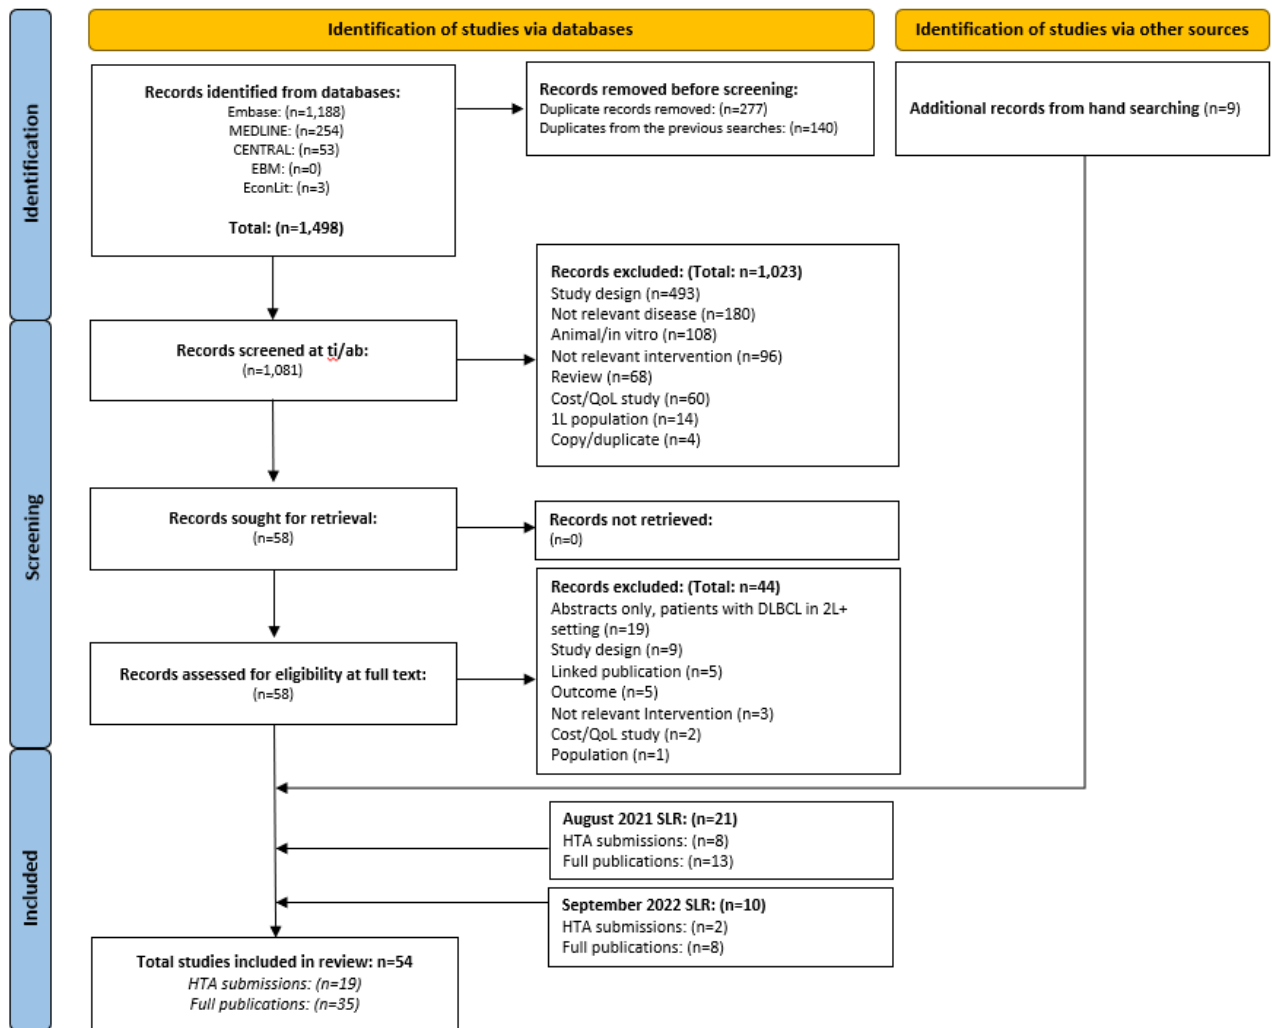 Identification of studies via databases
Identification of studies via other sources
Identification
Records identified from databases:
Embase: (n=1,188)
MEDLINE: (n=254)
CENTRAL: (n=53)
EBM: (n=0)
EconLit: (n=3)
Total: (n=1,498)
Records removed before screening:
Duplicate records removed: (n=277)
Duplicates from the previous searches: (n=140)
Additional records from hand searching (n=9)
Screening
Records screened at ti/ab:
(n=1,081)
Records excluded: (Total: n=1,023)
Study design (n=493)
Not relevant disease (n=180)
Animal/in vitro (n=108)
Not relevant intervention (n=96)
Review (n=68)
Cost/QoL study (n=60)
1L population (n=14)
Copy/duplicate (n=4)
Records sought for retrieval:
(n=58)
Records not retrieved:
(n=0)
Records assessed for eligibility at full text:
(n=58)
Records excluded: (Total: n=44)
Abstracts only, patients with DLBCL in 2L+
setting (n=19)
Study design (n=9)
Linked publication (n=5)
Outcome (n=5)
Not relevant Intervention (n=3)
Cost/QoL study (n=2)
Population (n=1)
Included
August 2021 SLR: (n=21)
HTA submissions: (n=8)
Full publications: (n=13)
September 2022 SLR: (n=10)
HTA submissions: (n=2)
Full publications: (n=8)
Total studies included in review: n=54
HTA submissions: (n=19)
Full publications: (n=35)